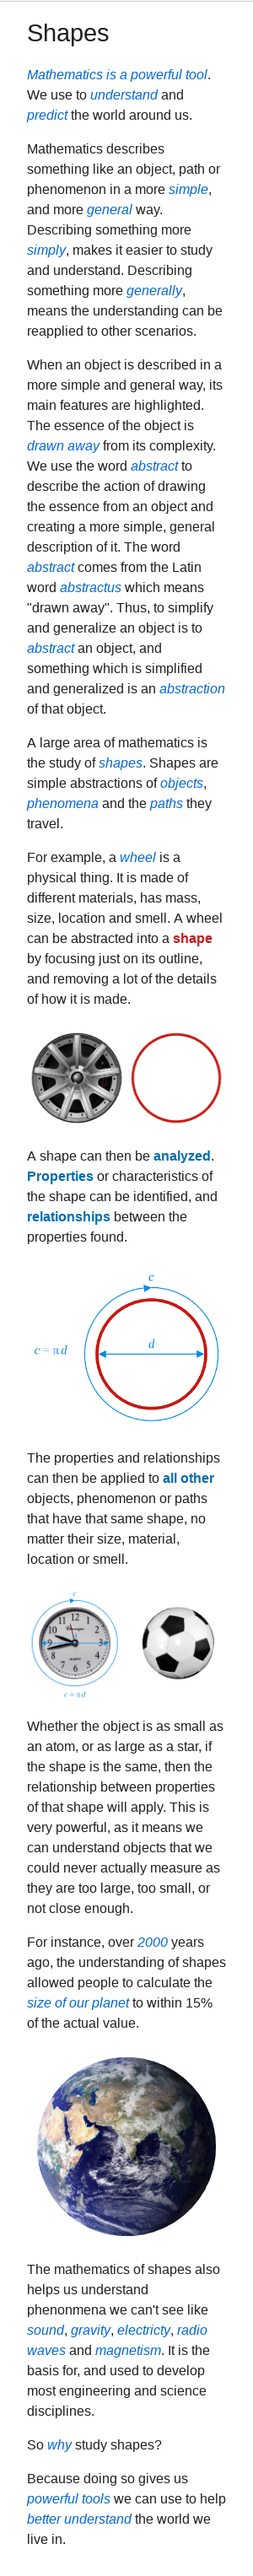 Shapes
Mathematics is a powerful tool.
We use to understand and
predict the world around us.
Mathematics describes
something like an object, path or
phenomenon in a more simple,
and more general way.
Describing something more
simply, makes it easier to study
and understand. Describing
something more generally,
means the understanding can be
reapplied to other scenarios.
When an object is described in a
more simple and general way, its
main features are highlighted.
The essence of the object is
drawn away from its complexity.
We use the word abstract to
describe the action of drawing
the essence from an object and
creating a more simple, general
description of it. The word
abstract comes from the Latin
word abstractus which means
"drawn away". Thus, to simplify
and generalize an object is to
abstract an object, and
something which is simplified
and generalized is an abstraction
of that object.
A large area of mathematics is
the study of shapes. Shapes are
simple abstractions of objects,
phenomena and the paths they
travel.
For example, a wheel is a
physical thing. It is made of
different materials, has mass,
size, location and smell. A wheel
can be abstracted into a shape
by focusing just on its outline,
and removing a lot of the details
of how it is made.
A shape can then be analyzed.
Properties or characteristics of
the shape can be identified, and
relationships between the
properties found.
c
d
c = π d
The properties and relationships
can then be applied to all other
objects, phenomenon or paths
that have that same shape, no
matter their size, material,
location or smell.
c
12
11 1
10 2
9 3
8 4
7 6 5
QUARTZ
c = π d
Whether the object is as small as
an atom, or as large as a star, if
the shape is the same, then the
relationship between properties
of that shape will apply. This is
very powerful, as it means we
can understand objects that we
could never actually measure as
they are too large, too small, or
not close enough.
For instance, over 2000 years
ago, the understanding of shapes
allowed people to calculate the
size of our planet to within 15%
of the actual value.
The mathematics of shapes also
helps us understand
phenonmena we can't see like
sound, gravity, electricty, radio
waves and magnetism. It is the
basis for, and used to develop
most engineering and science
disciplines.
So why study shapes?
Because doing so gives us
powerful tools we can use to help
better understand the world we
live in.